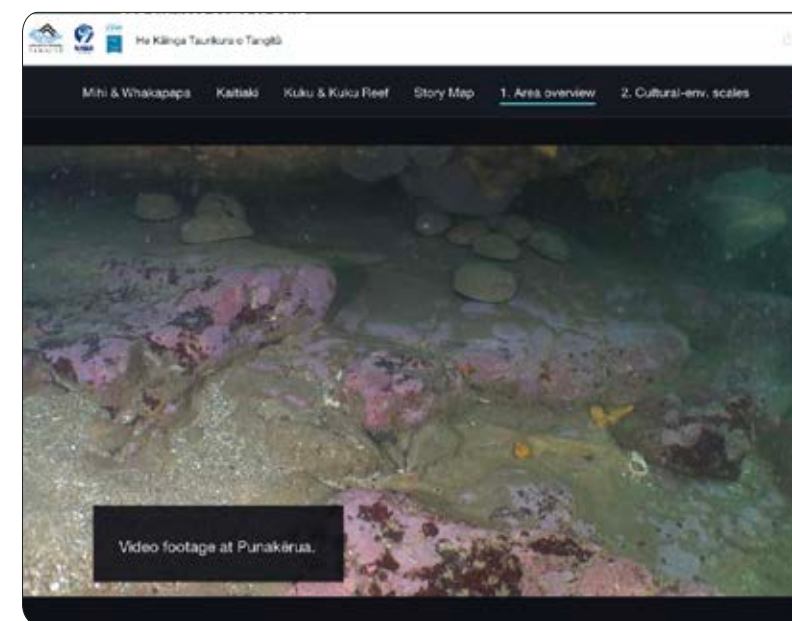 He Kāinga Taurikura o Tangitū
Mihi & Whakapapa Kaitiaki Kuku & Kuku Reef Story Map 1. Area overview 2. Cultural-env. scales
Video footage at Punakērua.